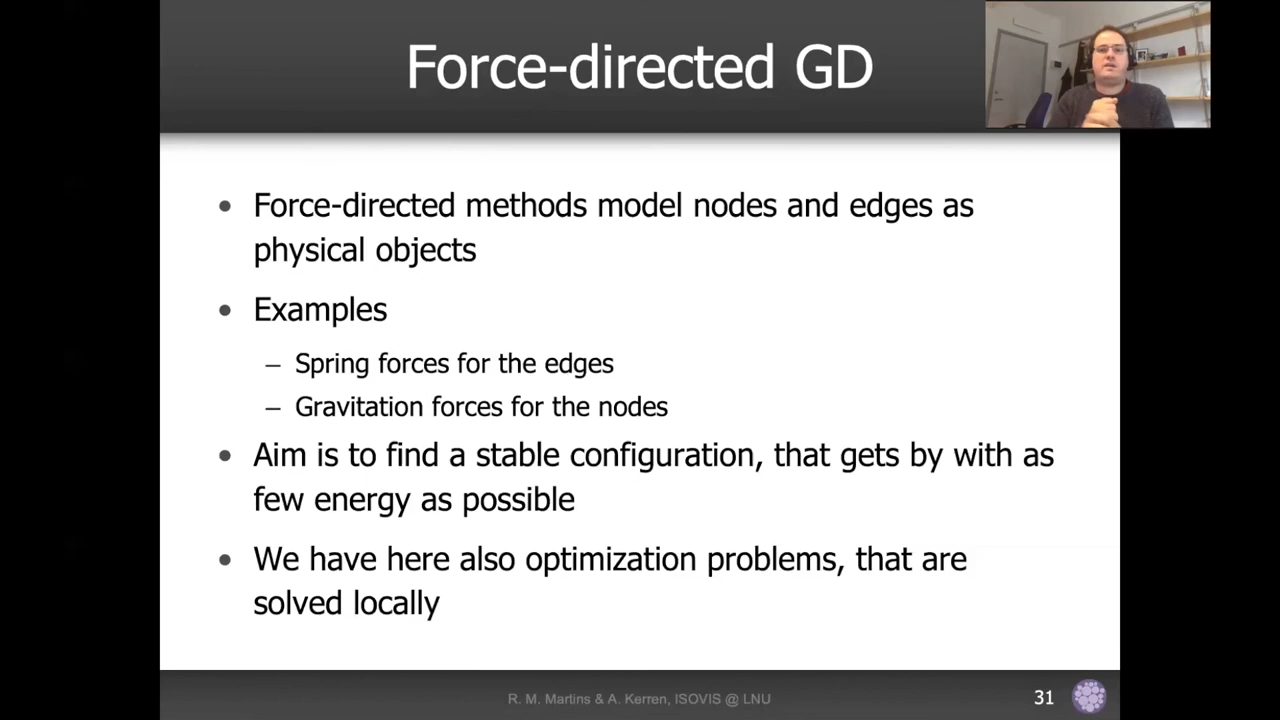 Force-directed GD
• Force-directed methods model nodes and edges as
physical objects
• Examples
– Spring forces for the edges
– Gravitation forces for the nodes
• Aim is to find a stable configuration, that gets by with as
few energy as possible
• We have here also optimization problems, that are
solved locally
R. M. Martins & A. Kerren, ISOVIS @ LNU
31